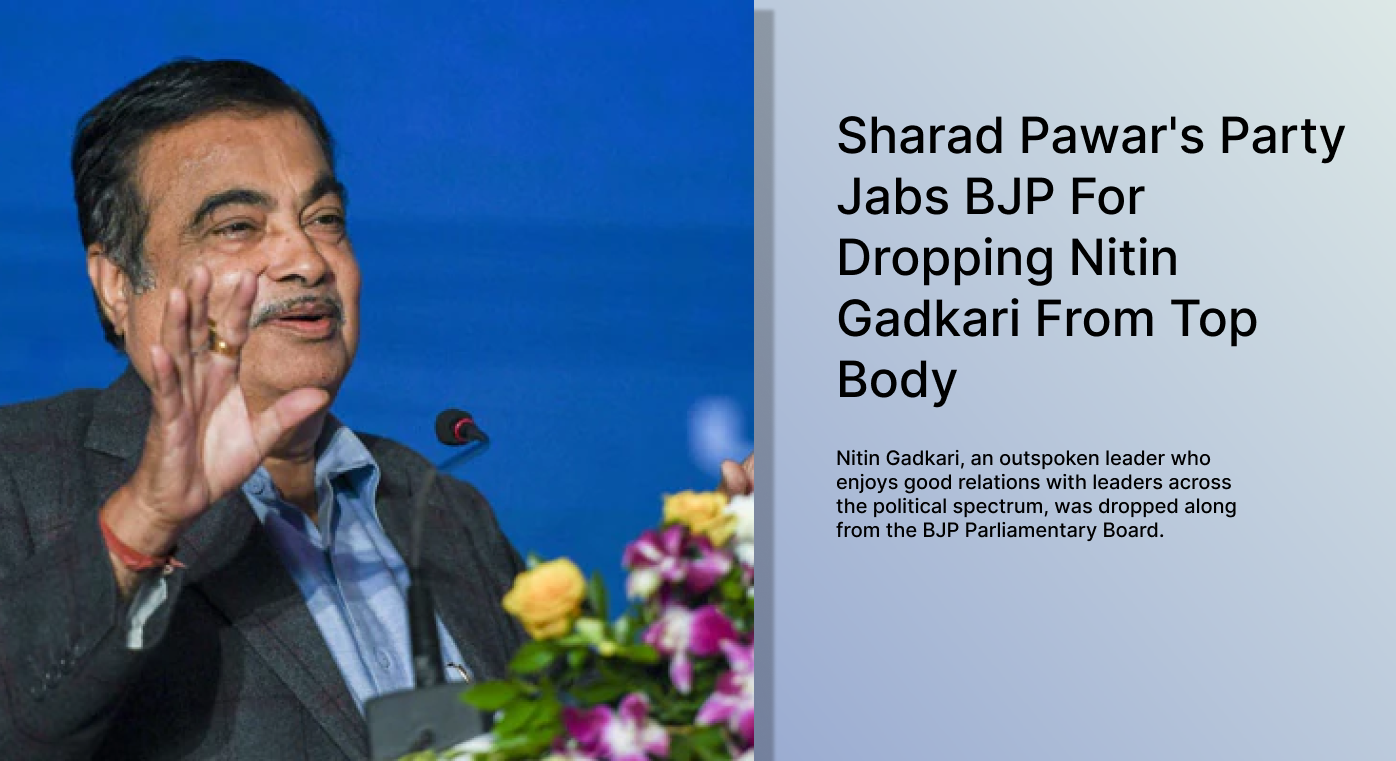 Sharad Pawar's Party
Jabs BJP For
Dropping Nitin
Gadkari From Top
Body
Nitin Gadkari, an outspoken leader who
enjoys good relations with leaders across
the political spectrum, was dropped along
from the BJP Parliamentary Board.